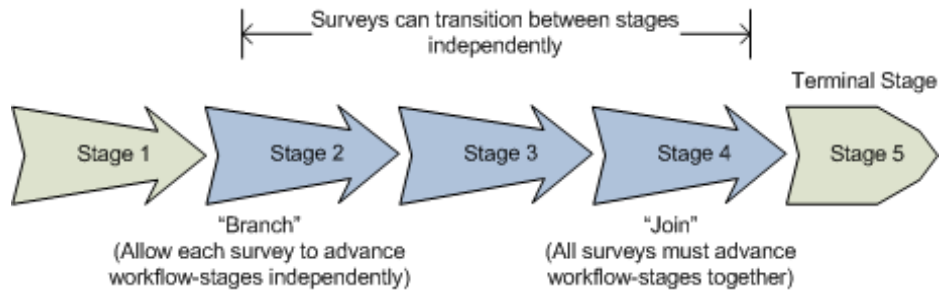 Surveys can transition between stages
independently
Terminal Stage
Stage 1
Stage 2
Stage 3
Stage 4
Stage 5
“Branch”
(Allow each survey to advance
workflow-stages independently)
“Join”
(All surveys must advance
workflow-stages together)